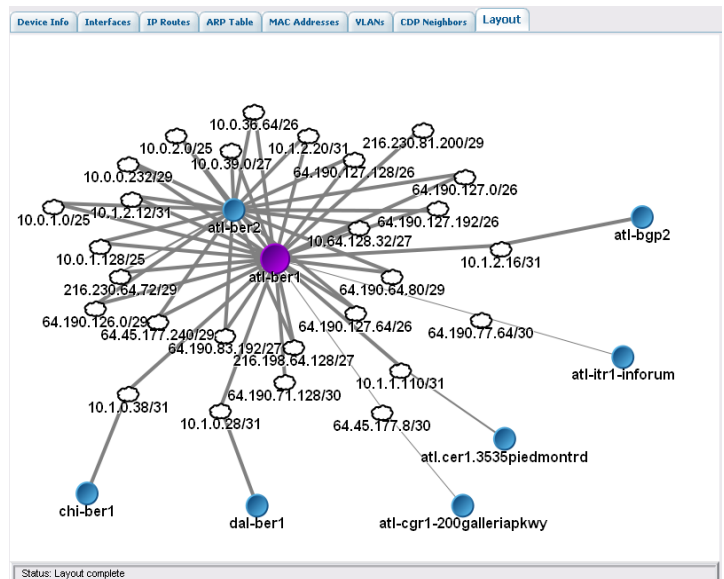 Device Info Interfaces IP Routes ARP Table MAC Addresses VLANs CDP Neighbors Layout
10.0.36.64/26
10.0.2.0/25
10.0.39.0/27
10.1.2.20/31
216.230.81.200/29
10.0.0.232/29
64.190.127.128/26
64.190.127.0/26
10.0.1.0/25
10.1.2.12/31
64.190.127.192/26
atl-ber2
10.64.128.32/27
atl-bgp2
10.0.1.128/25
10.1.2.16/31
atl-ber1
216.230.64.72/29
64.190.64.80/29
64.190.126.0/29
64.45.177.240/29
64.190.127.64/26
64.190.77.64/30
64.190.83.192/27
216.198.64.128/27
atl-itr1-inforum
10.1.1.110/31
64.190.71.128/30
10.1.0.38/31
10.1.0.28/31
64.45.177.8/30
atl.cer1.3535piedmontrd
chi-ber1
dal-ber1
atl-cgr1-200galleriapkwy
Status: Layout complete